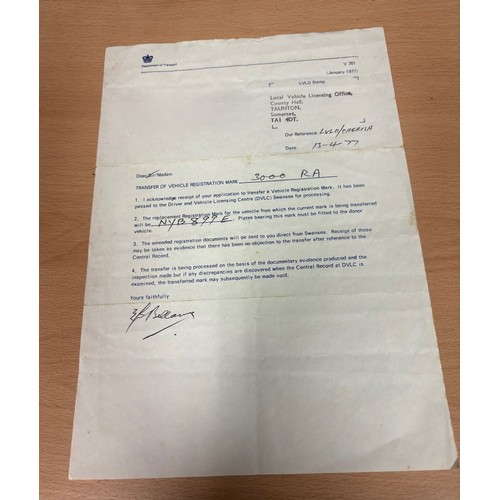 Department of Transport
V 351
(January 1977)
LVLO Stamp
Local Vehicle Licensing Office,
County Hall,
TAUNTON,
Somerset,
TA1 4DT.
Our Reference: LVLO/CHERISH
Date: 13-4-77
Dear Sir/Madam
TRANSFER OF VEHICLE REGISTRATION MARK 3000 RA
1. I acknowledge receipt of your application to transfer a Vehicle Registration Mark. It has been
passed to the Driver and Vehicle Licensing Centre (DVLC) Swansea for processing.
2. The replacement Registration Mark for the vehicle from which the current mark is being transferred
will be NYB 877E Plates bearing this mark must be fitted to the donor
vehicle.
3. The amended registration documents will be sent to you direct from Swansea. Receipt of these
may be taken as evidence that there has been no objection to the transfer after reference to the
Central Record.
4. The transfer is being processed on the basis of the documentary evidence produced and the
inspection made but if any discrepancies are discovered when the Central Record at DVLC is
examined, the transferred mark may subsequently be made void.
Yours faithfully